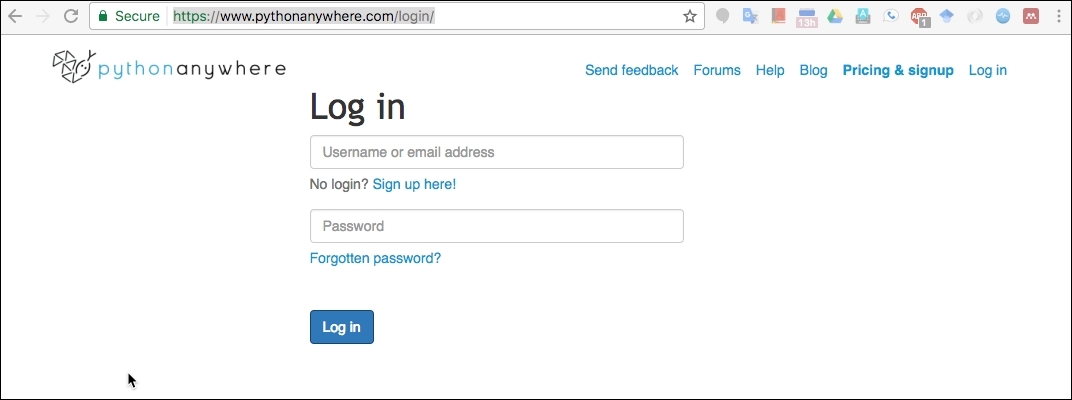 Secure https://www.pythonanywhere.com/login/
13h ABP 1
pythonanywhere Send feedback Forums Help Blog Pricing & signup Log in
Log in
Username or email address
No login? Sign up here!
Password
Forgotten password?
Log in